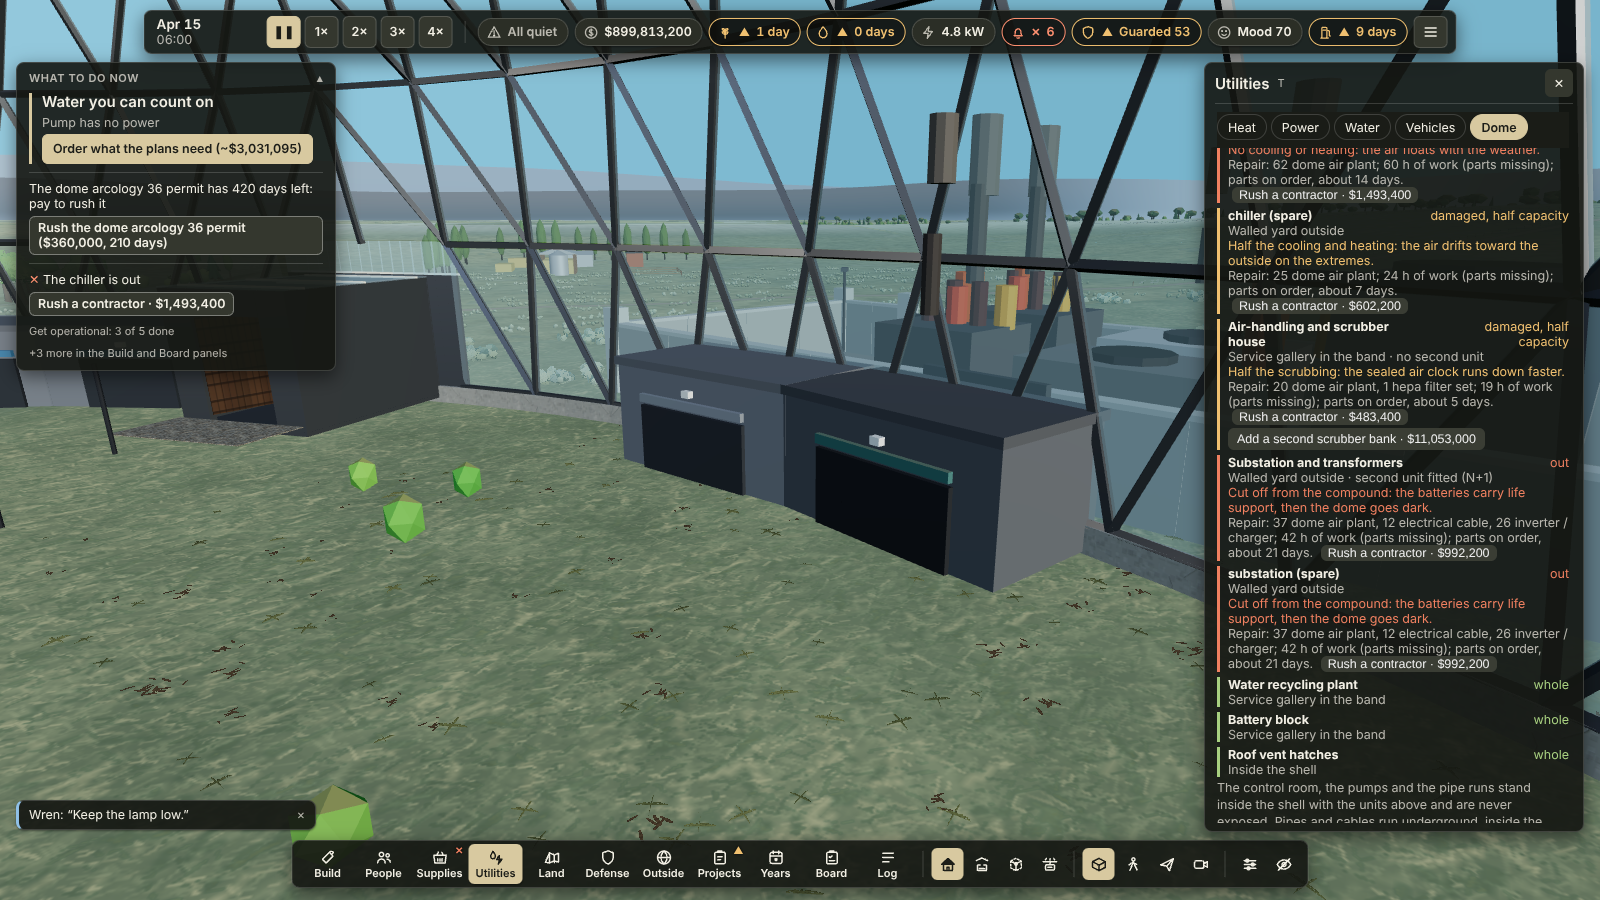 Apr 15
06:00
1×
2×
3×
4×
All quiet
$899,813,200
1 day
0 days
4.8 kW
× 6
Guarded 53
Mood 70
9 days
WHAT TO DO NOW
Water you can count on
Pump has no power
Order what the plans need (~$3,031,095)
The dome arcology 36 permit has 420 days left:
pay to rush it
Rush the dome arcology 36 permit
($360,000, 210 days)
× The chiller is out
Rush a contractor · $1,493,400
Get operational: 3 of 5 done
+3 more in the Build and Board panels
Utilities T
×
Heat
Power
Water
Vehicles
Dome
No cooling or heating: the air floats with the weather.
Repair: 62 dome air plant; 60 h of work (parts missing);
parts on order, about 14 days.
Rush a contractor · $1,493,400
chiller (spare) damaged, half capacity
Walled yard outside
Half the cooling and heating: the air drifts toward the
outside on the extremes.
Repair: 25 dome air plant; 24 h of work (parts missing);
parts on order, about 7 days.
Rush a contractor · $602,200
Air-handling and scrubber damaged, half
house capacity
Service gallery in the band · no second unit
Half the scrubbing: the sealed air clock runs down faster.
Repair: 20 dome air plant, 1 hepa filter set; 19 h of work
(parts missing); parts on order, about 5 days.
Rush a contractor · $483,400
Add a second scrubber bank · $11,053,000
Substation and transformers out
Walled yard outside · second unit fitted (N+1)
Cut off from the compound: the batteries carry life
support, then the dome goes dark.
Repair: 37 dome air plant, 12 electrical cable, 26 inverter /
charger; 42 h of work (parts missing); parts on order,
about 21 days. Rush a contractor · $992,200
substation (spare) out
Walled yard outside
Cut off from the compound: the batteries carry life
support, then the dome goes dark.
Repair: 37 dome air plant, 12 electrical cable, 26 inverter /
charger; 42 h of work (parts missing); parts on order,
about 21 days. Rush a contractor · $992,200
Water recycling plant whole
Service gallery in the band
Battery block whole
Service gallery in the band
Roof vent hatches whole
Inside the shell
The control room, the pumps and the pipe runs stand
inside the shell with the units above and are never
exposed. Pipes and cables run underground, inside the
Wren: “Keep the lamp low.” ×
Build
People
Supplies
Utilities
Land
Defense
Outside
Projects
Years
Board
Log